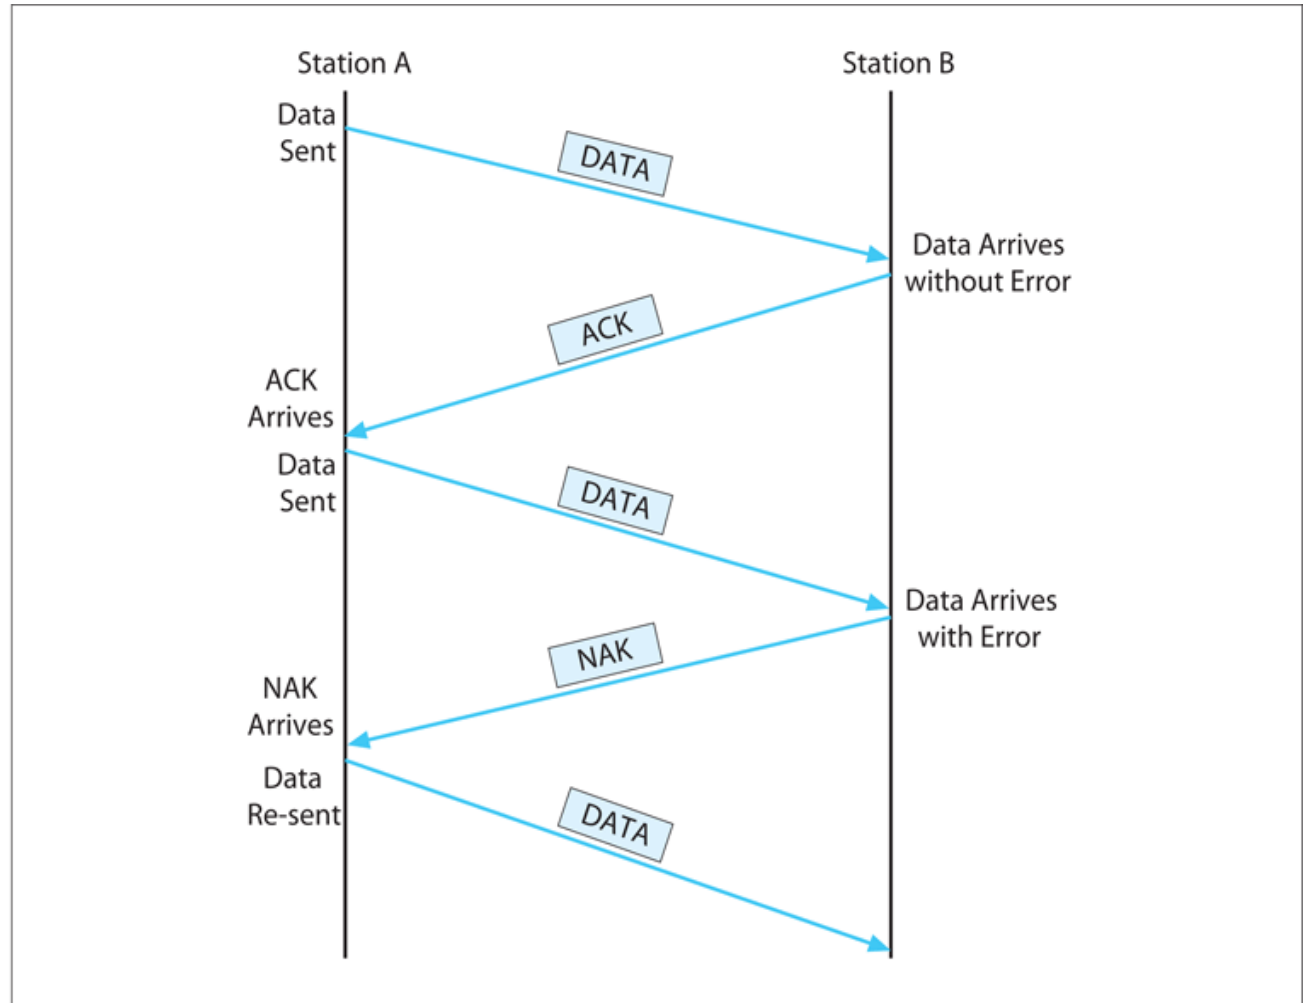 Station A
Station B
Data
Sent
DATA
Data Arrives
without Error
ACK
ACK
Arrives
Data
Sent
DATA
Data Arrives
with Error
NAK
NAK
Arrives
Data
Re-sent
DATA